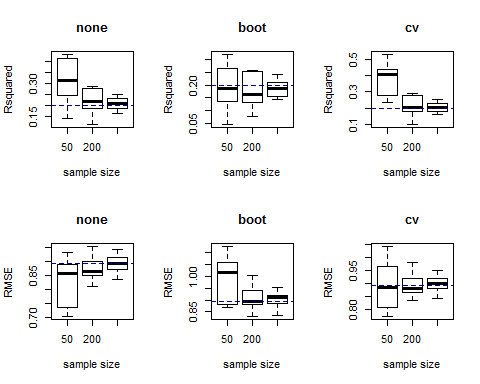 none
Rsquared
0.15
0.30
50
200
sample size
boot
Rsquared
0.05
0.20
50
200
sample size
cv
Rsquared
0.1
0.3
0.5
50
200
sample size
none
RMSE
0.70
0.85
50
200
sample size
boot
RMSE
0.85
1.00
50
200
sample size
cv
RMSE
0.80
0.95
50
200
sample size